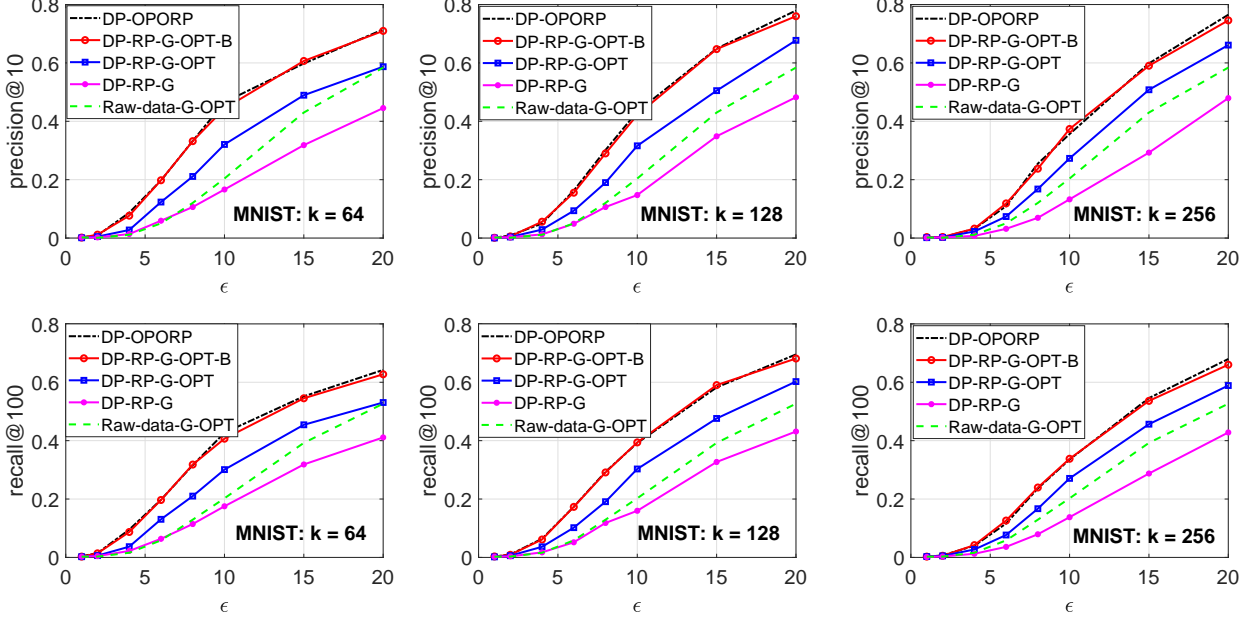 precision@10
0.8
0.6
0.4
0.2
0
DP-OPORP
DP-RP-G-OPT-B
DP-RP-G-OPT
DP-RP-G
Raw-data-G-OPT
MNIST: k = 64
0 5 10 15 20
ϵ
precision@10
0.8
0.6
0.4
0.2
0
DP-OPORP
DP-RP-G-OPT-B
DP-RP-G-OPT
DP-RP-G
Raw-data-G-OPT
MNIST: k = 128
0 5 10 15 20
ϵ
precision@10
0.8
0.6
0.4
0.2
0
DP-OPORP
DP-RP-G-OPT-B
DP-RP-G-OPT
DP-RP-G
Raw-data-G-OPT
MNIST: k = 256
0 5 10 15 20
ϵ
recall@100
0.8
0.6
0.4
0.2
0
DP-OPORP
DP-RP-G-OPT-B
DP-RP-G-OPT
DP-RP-G
Raw-data-G-OPT
MNIST: k = 64
0 5 10 15 20
ϵ
recall@100
0.8
0.6
0.4
0.2
0
DP-OPORP
DP-RP-G-OPT-B
DP-RP-G-OPT
DP-RP-G
Raw-data-G-OPT
MNIST: k = 128
0 5 10 15 20
ϵ
recall@100
0.8
0.6
0.4
0.2
0
DP-OPORP
DP-RP-G-OPT-B
DP-RP-G-OPT
DP-RP-G
Raw-data-G-OPT
MNIST: k = 256
0 5 10 15 20
ϵ